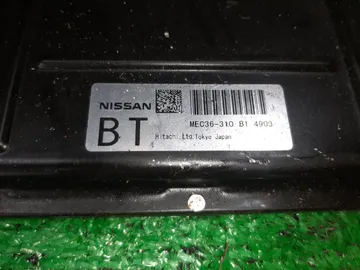 NISSAN
BT
MEC36-310 B1 4903
Hitachi,Ltd.Tokyo Japan